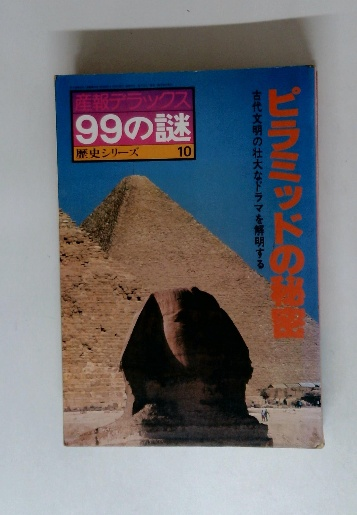 産報デラックス
99の謎
歴史シリーズ 10
ピラミッドの秘密
古代文明の壮大なドラマを解明する